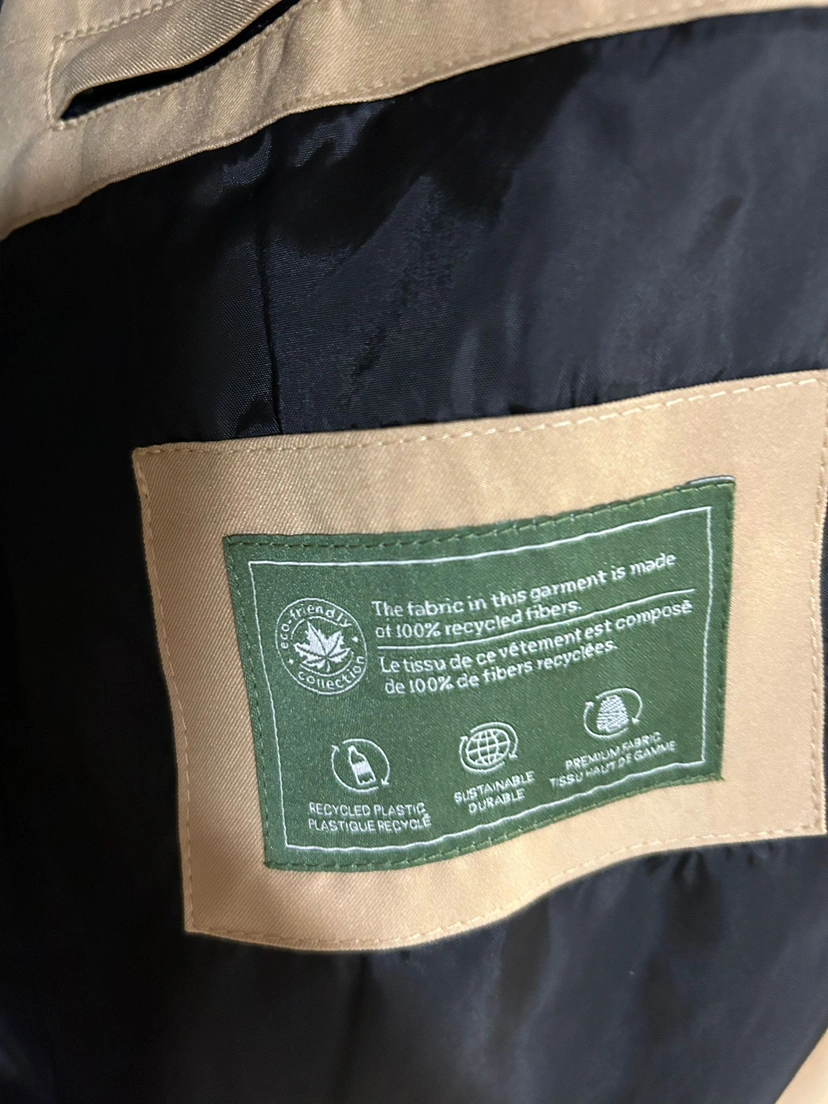 eco-friendly
collection
The fabric in this garment is made
of 100% recycled fibers.
Le tissu de ce vêtement est composé
de 100% de fibers recyclées.
RECYCLED PLASTIC
PLASTIQUE RECYCLÉ
SUSTAINABLE
DURABLE
PREMIUM FABRIC
TISSU HAUT DE GAMME